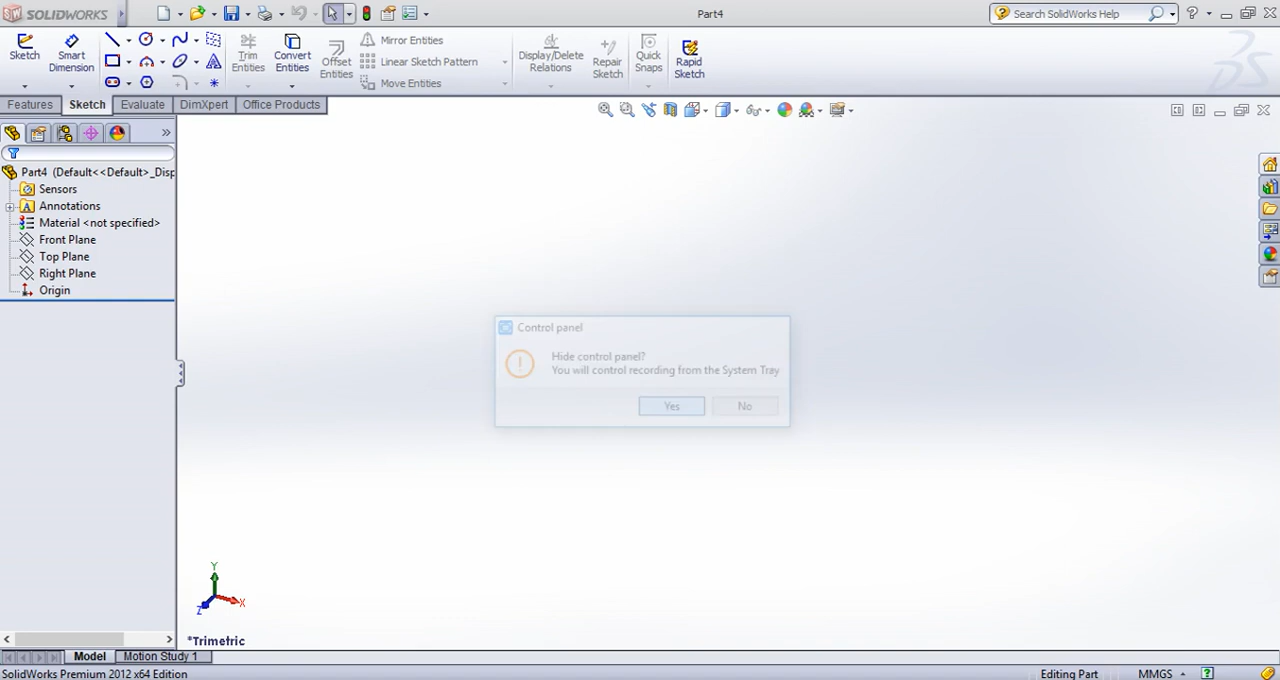 SOLIDWORKS
Part4
Search SolidWorks Help
Sketch
Smart
Dimension
Trim
Entities
Convert
Entities
Offset
Entities
Mirror Entities
Linear Sketch Pattern
Move Entities
Display/Delete
Relations
Repair
Sketch
Quick
Snaps
Rapid
Sketch
Features
Sketch
Evaluate
DimXpert
Office Products
Part4 (Default<<Default>_Disp
Sensors
Annotations
Material <not specified>
Front Plane
Top Plane
Right Plane
Origin
Control panel
Hide control panel?
You will control recording from the System Tray
Yes
No
Y
X
Z
*Trimetric
Model
Motion Study 1
SolidWorks Premium 2012 x64 Edition
Editing Part
MMGS